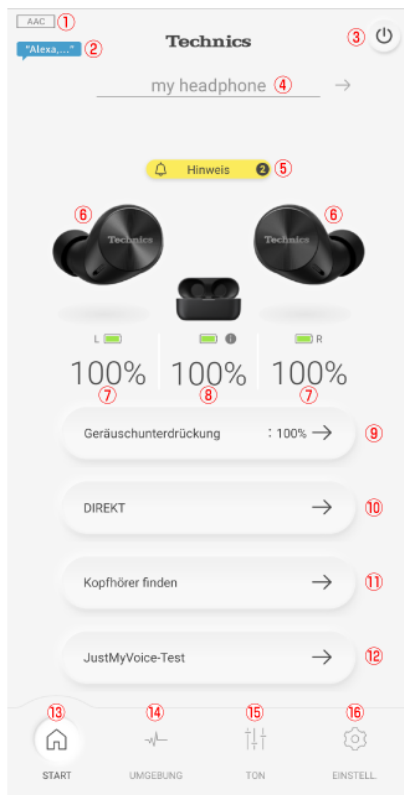 AAC ①
"Alexa,..." ②
Technics
③
my headphone ④
Hinweis 2 ⑤
⑥ ⑥
Technics Technics
L R
100% 100% 100%
⑦ ⑧ ⑦
Geräuschunterdrückung : 100% ⑨
DIREKT ⑩
Kopfhörer finden ⑪
JustMyVoice-Test ⑫
⑬ ⑭ ⑮ ⑯
START UMGEBUNG TON EINSTELL.